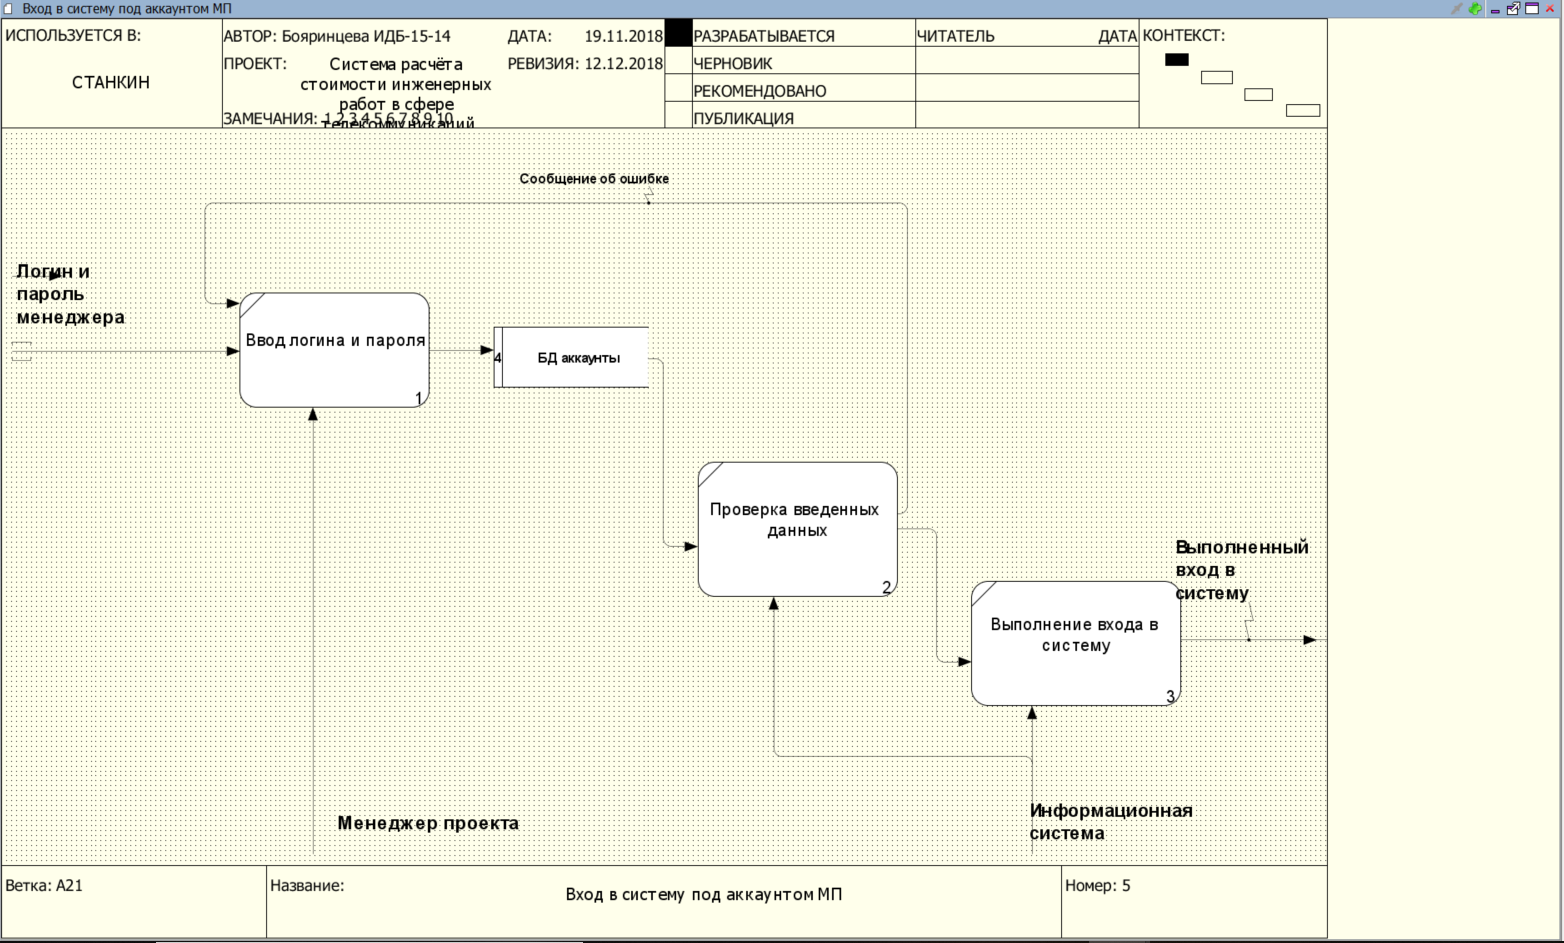 Вход в систему под аккаунтом МП
ИСПОЛЬЗУЕТСЯ В:
СТАНКИН
АВТОР: Бояринцева ИДБ-15-14
ДАТА: 19.11.2018
ПРОЕКТ:
Система расчёта
стоимости инженерных
работ в сфере
телекоммуникаций
РЕВИЗИЯ: 12.12.2018
ЗАМЕЧАНИЯ: 1 2 3 4 5 6 7 8 9 10
РАЗРАБАТЫВАЕТСЯ
ЧЕРНОВИК
РЕКОМЕНДОВАНО
ПУБЛИКАЦИЯ
ЧИТАТЕЛЬ
ДАТА
КОНТЕКСТ:
Сообщение об ошибке
Логин и
пароль
менеджера
Ввод логина и пароля
1
4
БД аккаунты
Проверка введенных
данных
2
Выполненный
вход в
систему
Выполнение входа в
систему
3
Менеджер проекта
Информационная
система
Ветка: A21
Название:
Вход в систему под аккаунтом МП
Номер: 5